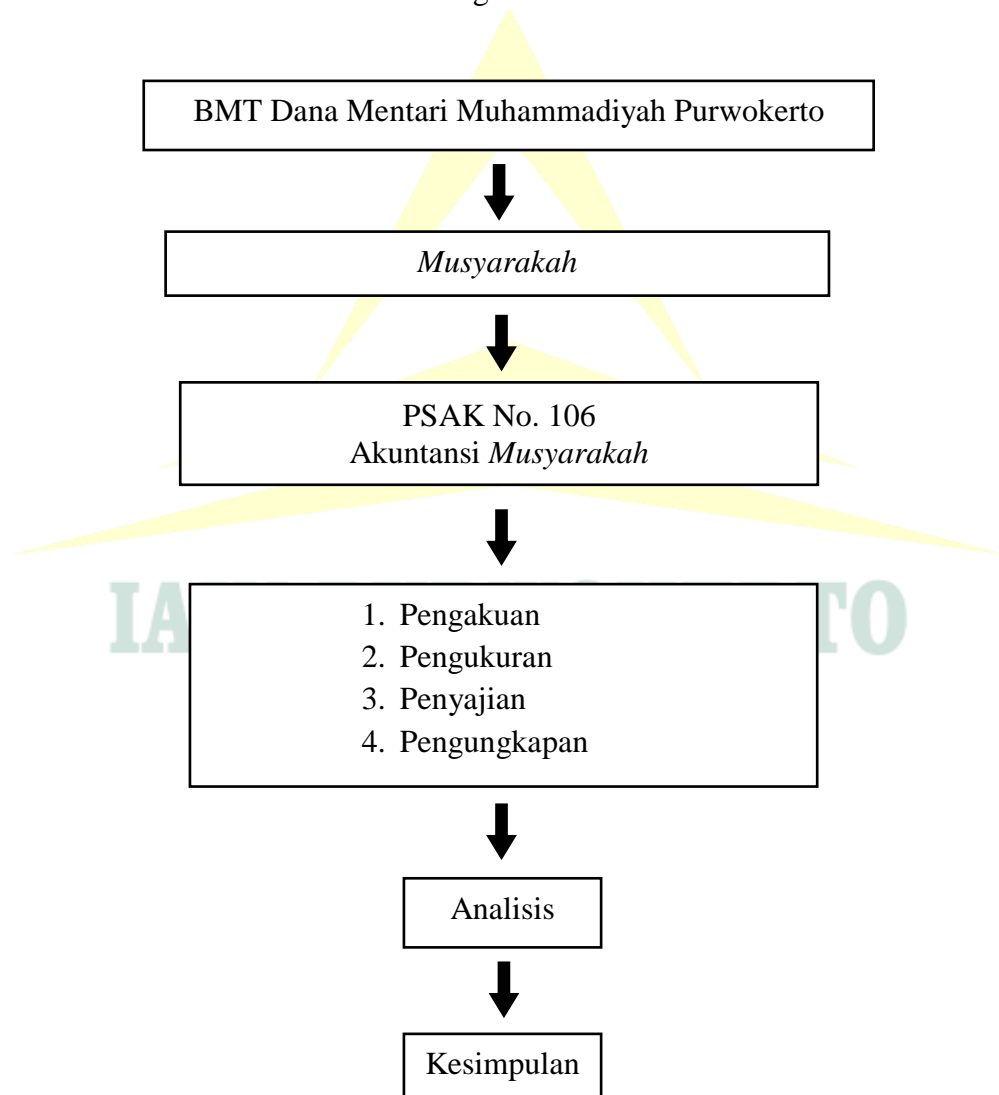 BMT Dana Mentari Muhammadiyah Purwokerto
Musyarakah
PSAK No. 106
Akuntansi Musyarakah
1. Pengakuan
2. Pengukuran
3. Penyajian
4. Pengungkapan
Analisis
Kesimpulan